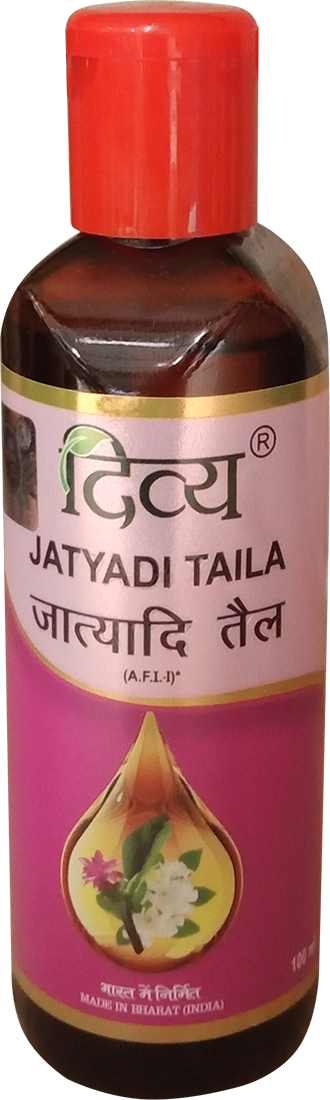 दिव्य®
JATYADI TAILA
जात्यादि तैल
(A.F.I.-I)*
100 ml
भारत में निर्मित
MADE IN BHARAT (INDIA)